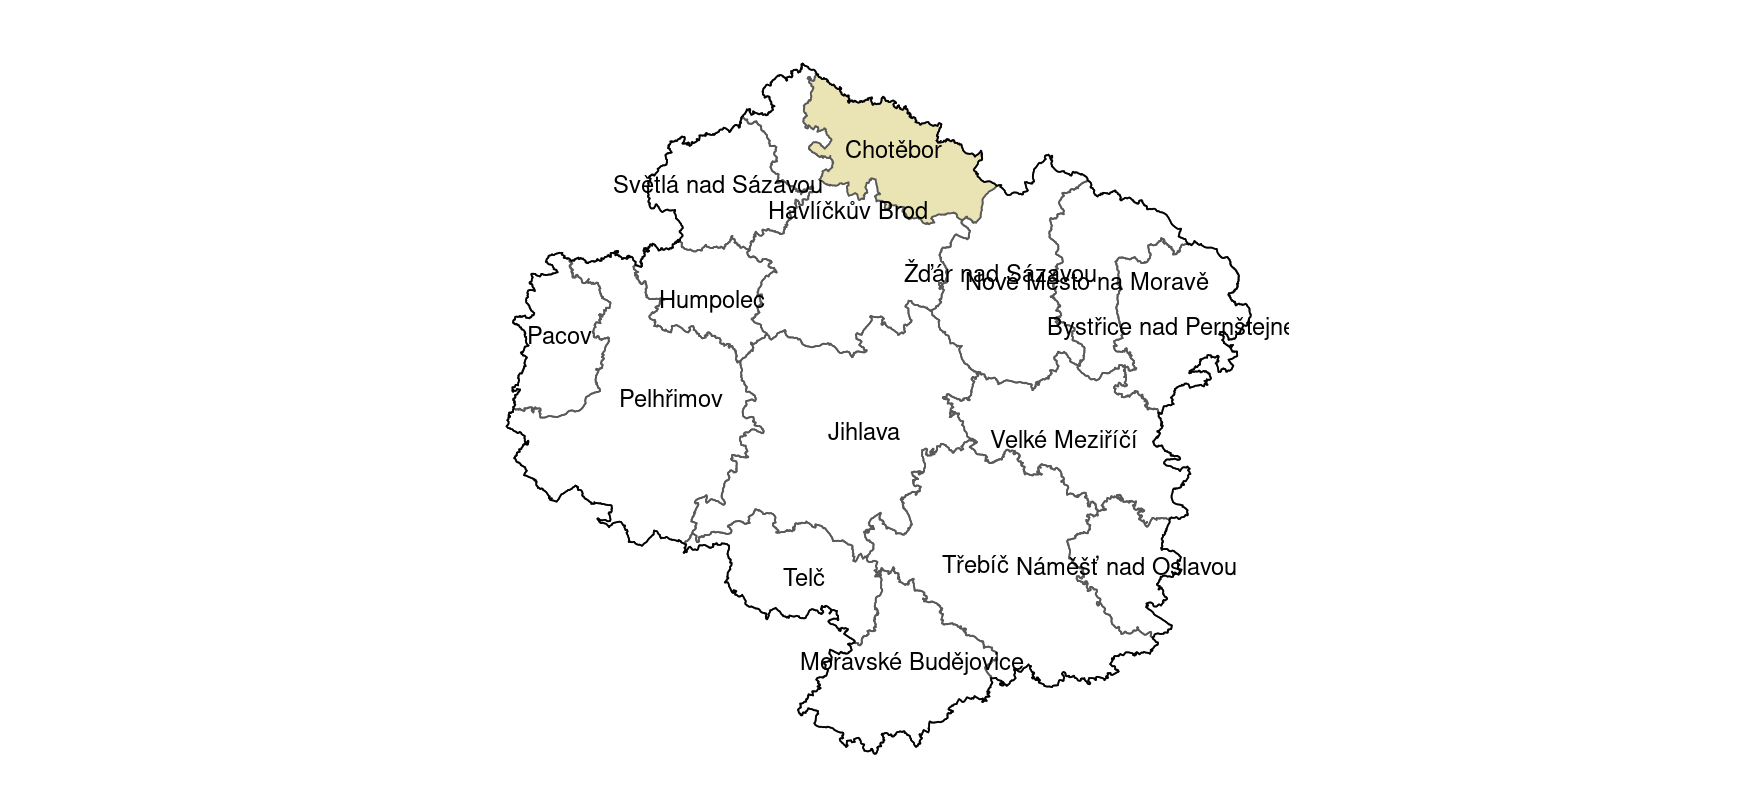 Chotěboř
Světlá nad Sázavou
Havlíčkův Brod
Žďár nad Sázavou
Nové Město na Moravě
Humpolec
Bystřice nad Pernštejne
Pacov
Pelhřimov
Jihlava
Velké Meziříčí
Třebíč
Náměšť nad Oslavou
Telč
Moravské Budějovice